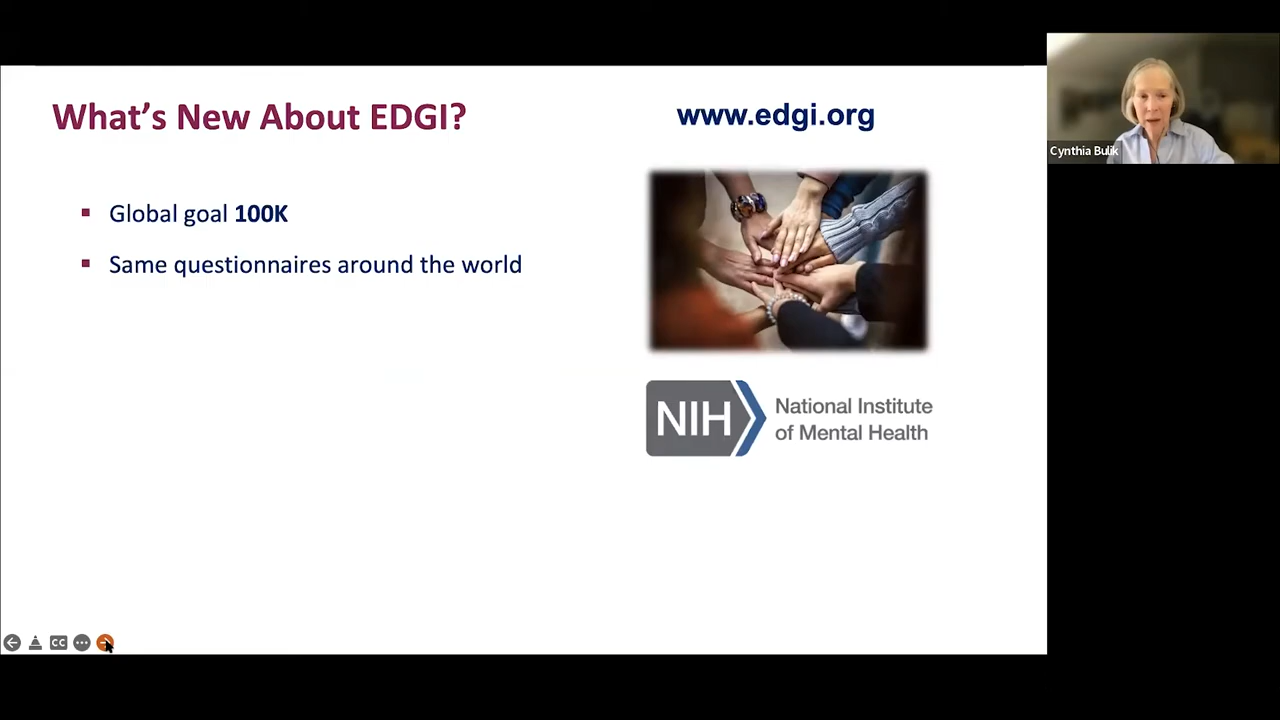 What's New About EDGI?
www.edgi.org
Global goal 100K
Same questionnaires around the world
NIH
National Institute
of Mental Health
Cynthia Bulik
CC